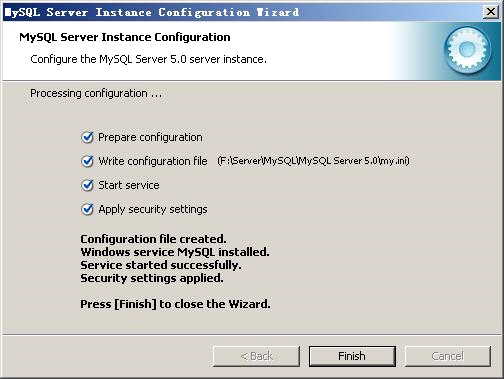 MySQL Server Instance Configuration Wizard
MySQL Server Instance Configuration
Configure the MySQL Server 5.0 server instance.
Processing configuration ...
Prepare configuration
Write configuration file (F:\Server\MySQL\MySQL Server 5.0\my.ini)
Start service
Apply security settings
Configuration file created.
Windows service MySQL installed.
Service started successfully.
Security settings applied.
Press [Finish] to close the Wizard.
< Back Finish Cancel